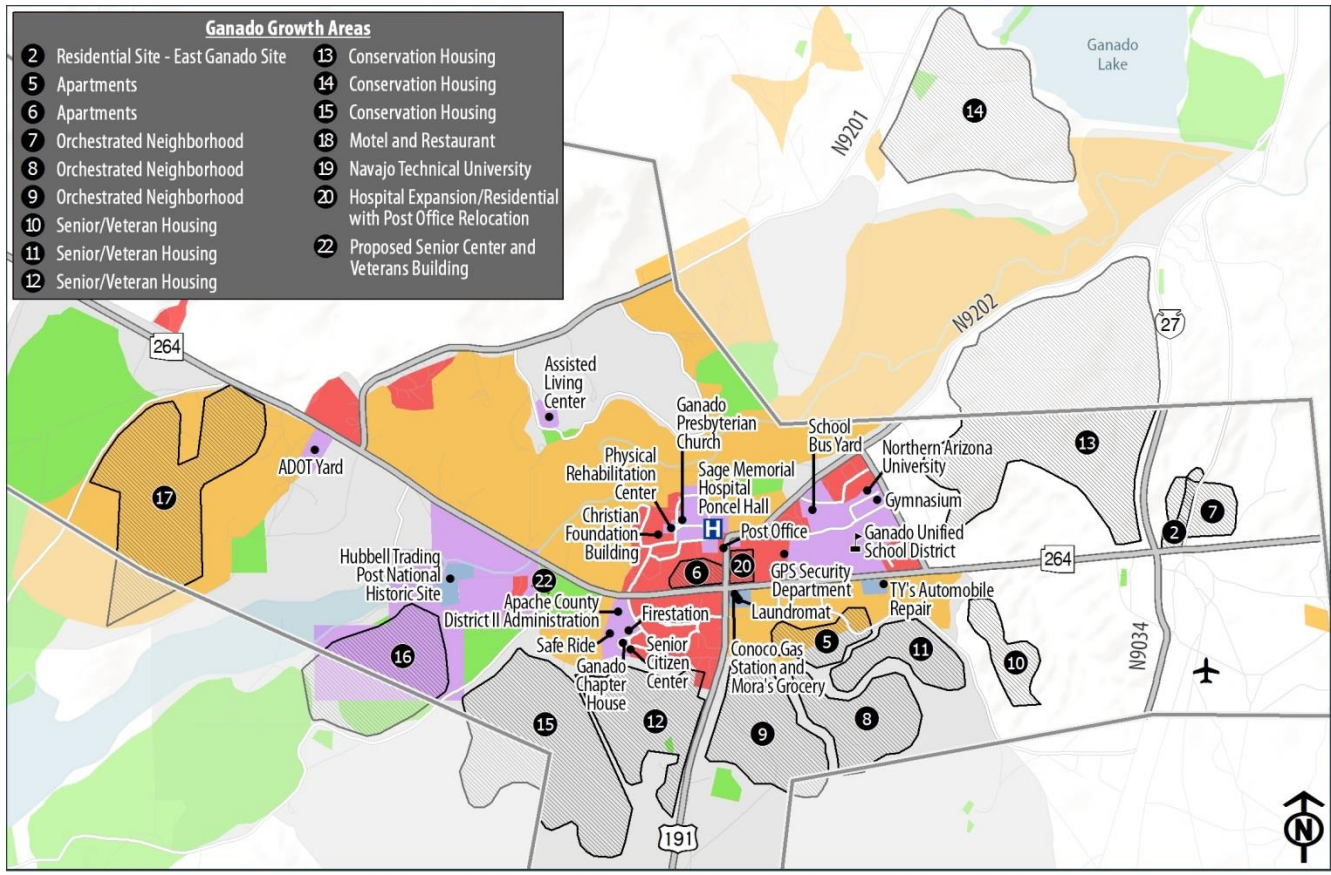 Ganado Growth Areas
2 Residential Site - East Ganado Site
5 Apartments
6 Apartments
7 Orchestrated Neighborhood
8 Orchestrated Neighborhood
9 Orchestrated Neighborhood
10 Senior/Veteran Housing
11 Senior/Veteran Housing
12 Senior/Veteran Housing
13 Conservation Housing
14 Conservation Housing
15 Conservation Housing
18 Motel and Restaurant
19 Navajo Technical University
20 Hospital Expansion/Residential
with Post Office Relocation
22 Proposed Senior Center and
Veterans Building
Ganado
Lake
14
N9201
N9202
27
264
Assisted
Living
Center
Ganado
Presbyterian
Church
School
Bus Yard
13
Northern Arizona
University
ADOT Yard
Physical
Rehabilitation
Center
Sage Memorial
Hospital
Poncel Hall
Gymnasium
17
Christian
Foundation
Building
H
Post Office
Ganado Unified
School District
2
7
Hubbell Trading
Post National
Historic Site
22
6
20
GPS Security
Department
264
Apache County
District II Administration
Firestation
Laundromat
TY's Automobile
Repair
Safe Ride
Ganado
Chapter
House
Senior
Citizen
Center
Conoco Gas
Station and
Mora's Grocery
5
11
10
N9034
16
15
12
9
8
191
N